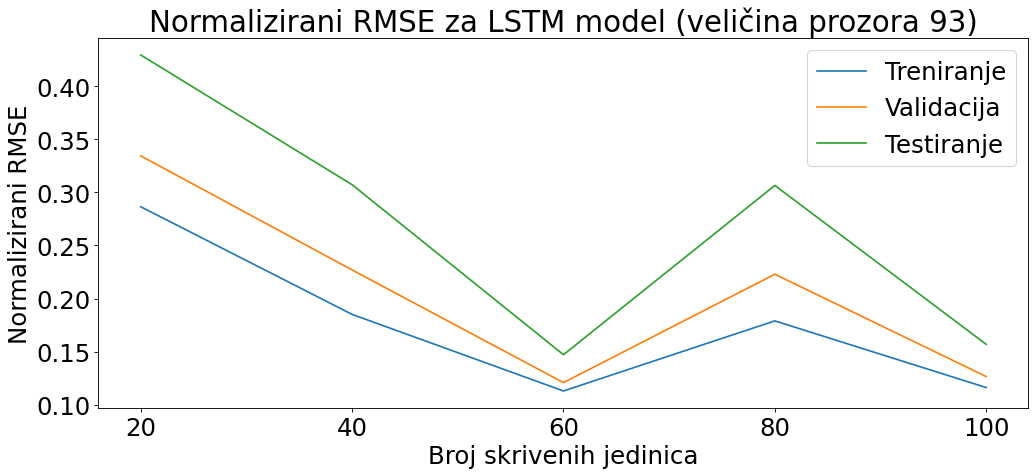 Normalizirani RMSE za LSTM model (veličina prozora 93)
Treniranje
Validacija
Testiranje
Normalizirani RMSE
0.40
0.35
0.30
0.25
0.20
0.15
0.10
20 40 60 80 100
Broj skrivenih jedinica